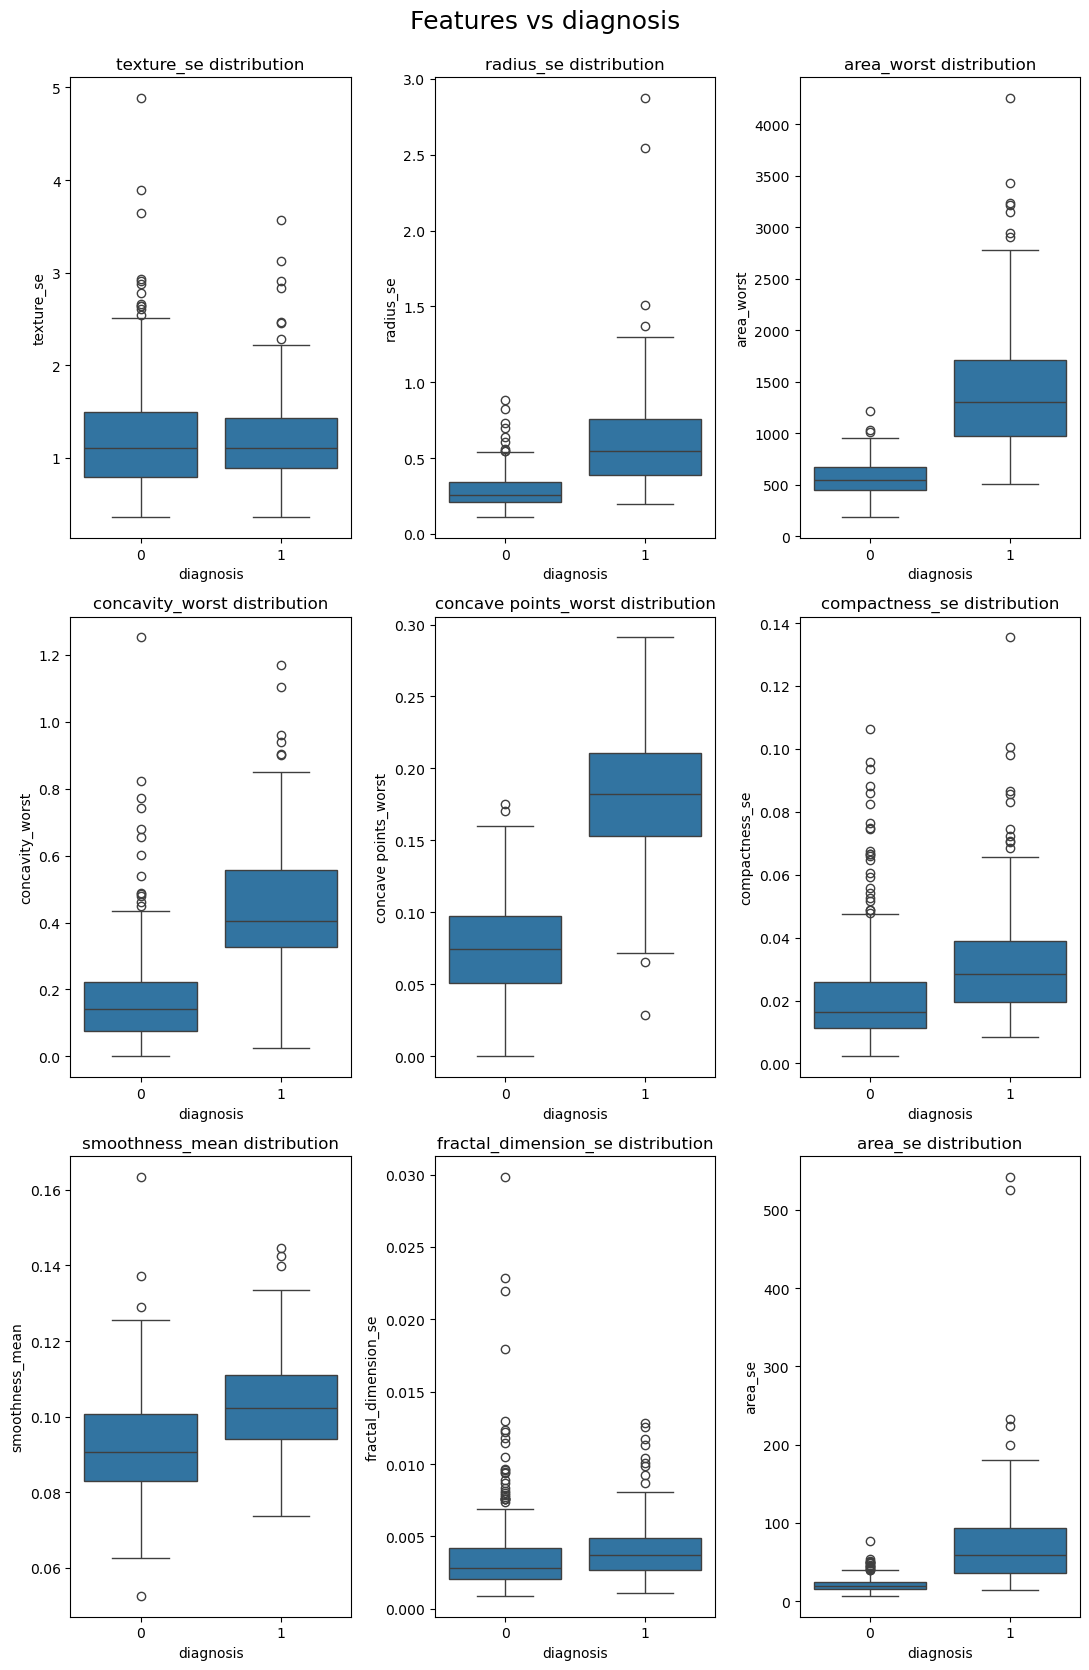 Features vs diagnosis
texture_se distribution
texture_se
5
4
3
2
1
0 1
diagnosis
radius_se distribution
radius_se
3.0
2.5
2.0
1.5
1.0
0.5
0.0
0 1
diagnosis
area_worst distribution
area_worst
4000
3500
3000
2500
2000
1500
1000
500
0
0 1
diagnosis
concavity_worst distribution
concavity_worst
1.2
1.0
0.8
0.6
0.4
0.2
0.0
0 1
diagnosis
concave points_worst distribution
concave points_worst
0.30
0.25
0.20
0.15
0.10
0.05
0.00
0 1
diagnosis
compactness_se distribution
compactness_se
0.14
0.12
0.10
0.08
0.06
0.04
0.02
0.00
0 1
diagnosis
smoothness_mean distribution
smoothness_mean
0.16
0.14
0.12
0.10
0.08
0.06
0 1
diagnosis
fractal_dimension_se distribution
fractal_dimension_se
0.030
0.025
0.020
0.015
0.010
0.005
0.000
0 1
diagnosis
area_se distribution
area_se
500
400
300
200
100
0
0 1
diagnosis